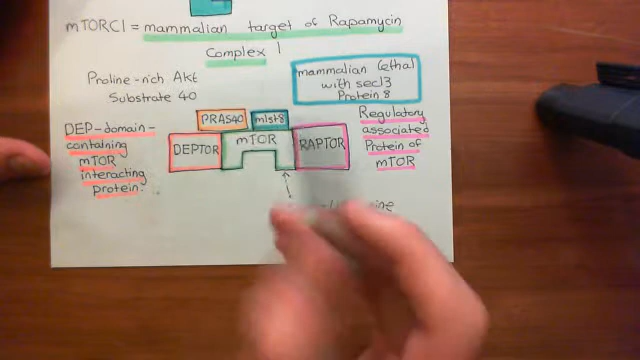 mTORC1 = mammalian target of Rapamycin
Complex 1
Proline-rich Akt
Substrate 40
mammalian lethal
with sec13
Protein 8
DEP-domain-
containing
mTOR
interacting
protein.
PRAS40
mlst8
DEPTOR
mTOR
RAPTOR
Regulatory
associated
Protein of
mTOR